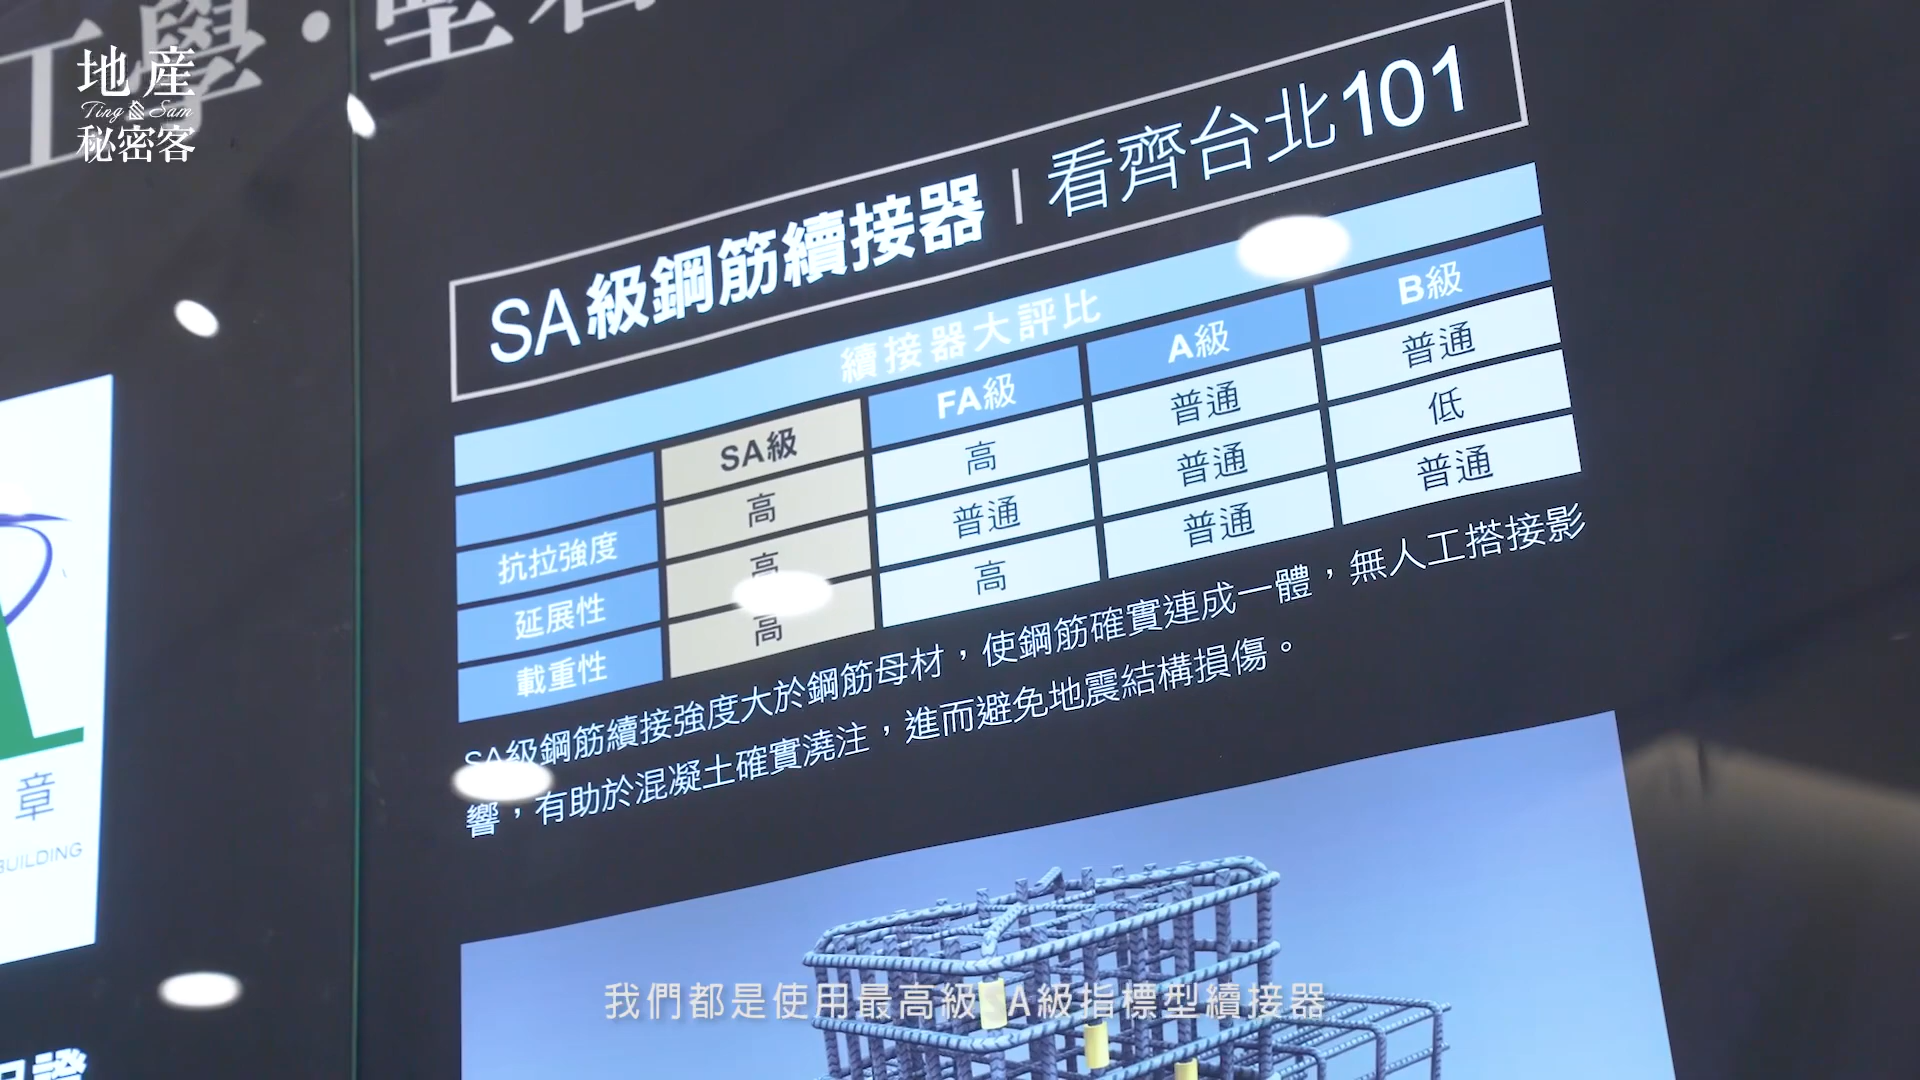 工學·堅若
地產
Ting Sam
秘密客
SA級鋼筋續接器｜看齊台北101
續接器大評比
SA級 FA級 A級 B級
抗拉強度 高 高 普通 普通
延展性 高 普通 普通 低
載重性 高 高 普通 普通
SA級鋼筋續接強度大於鋼筋母材，使鋼筋確實連成一體，無人工搭接影
響，有助於混凝土確實澆注，進而避免地震結構損傷。
章
BUILDING
證
我們都是使用最高級SA級指標型續接器